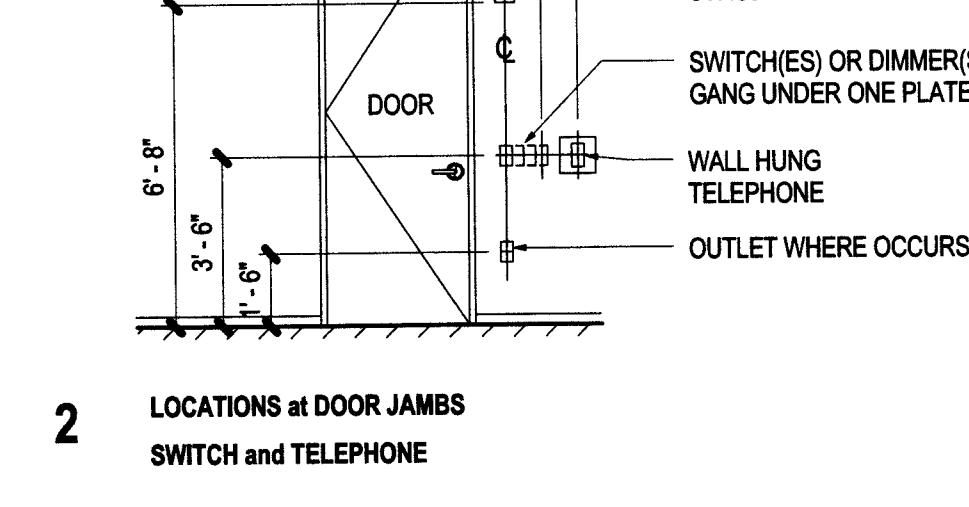 SWITCH(ES) OR DIMMER(S
GANG UNDER ONE PLATE
DOOR
6' - 8"
WALL HUNG
TELEPHONE
3' - 6"
OUTLET WHERE OCCURS
1' - 6"
2
LOCATIONS at DOOR JAMBS
SWITCH and TELEPHONE